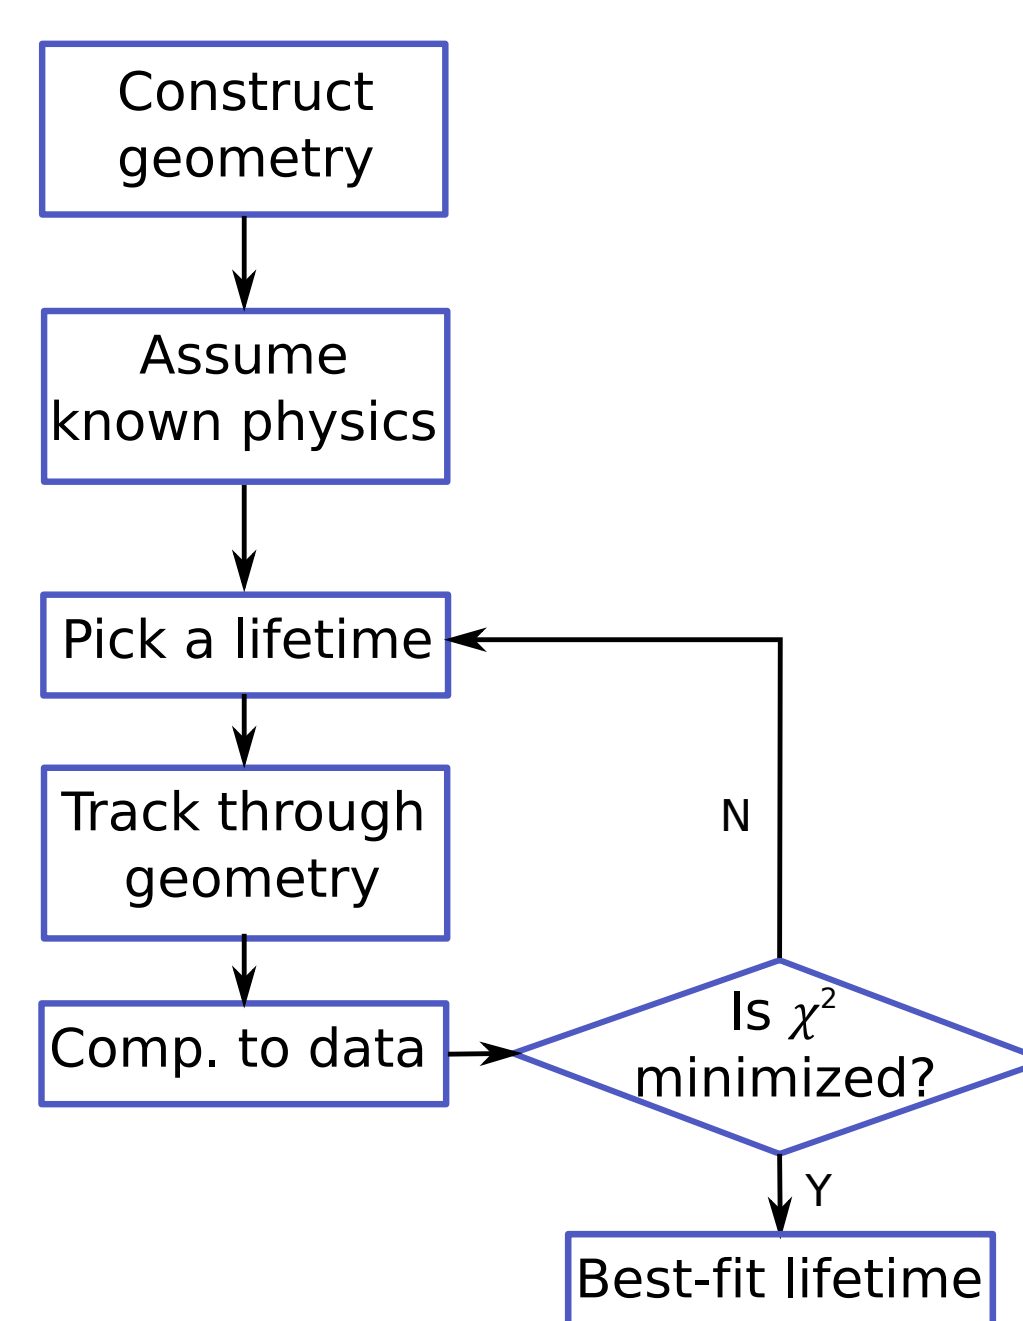 Construct
geometry
Assume
known physics
Pick a lifetime
Track through
geometry
Comp. to data
Is χ²
minimized?
N
Y
Best-fit lifetime